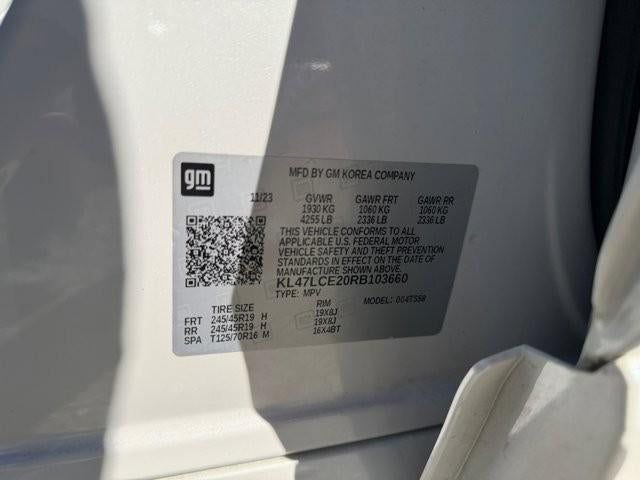 gm
MFD BY GM KOREA COMPANY
11/23 GVWR GAWR FRT GAWR RR
1930 KG 1060 KG 1060 KG
4255 LB 2336 LB 2336 LB
THIS VEHICLE CONFORMS TO ALL
APPLICABLE U.S. FEDERAL MOTOR
VEHICLE SAFETY AND THEFT PREVENTION
STANDARDS IN EFFECT ON THE DATE OF
MANUFACTURE SHOWN ABOVE.
KL47LCE20RB103660
TYPE: MPV MODEL: 004TS58
TIRE SIZE RIM
FRT 245/45R19 H 19X8J
RR 245/45R19 H 19X8J
SPA T125/70R16 M 16X4BT